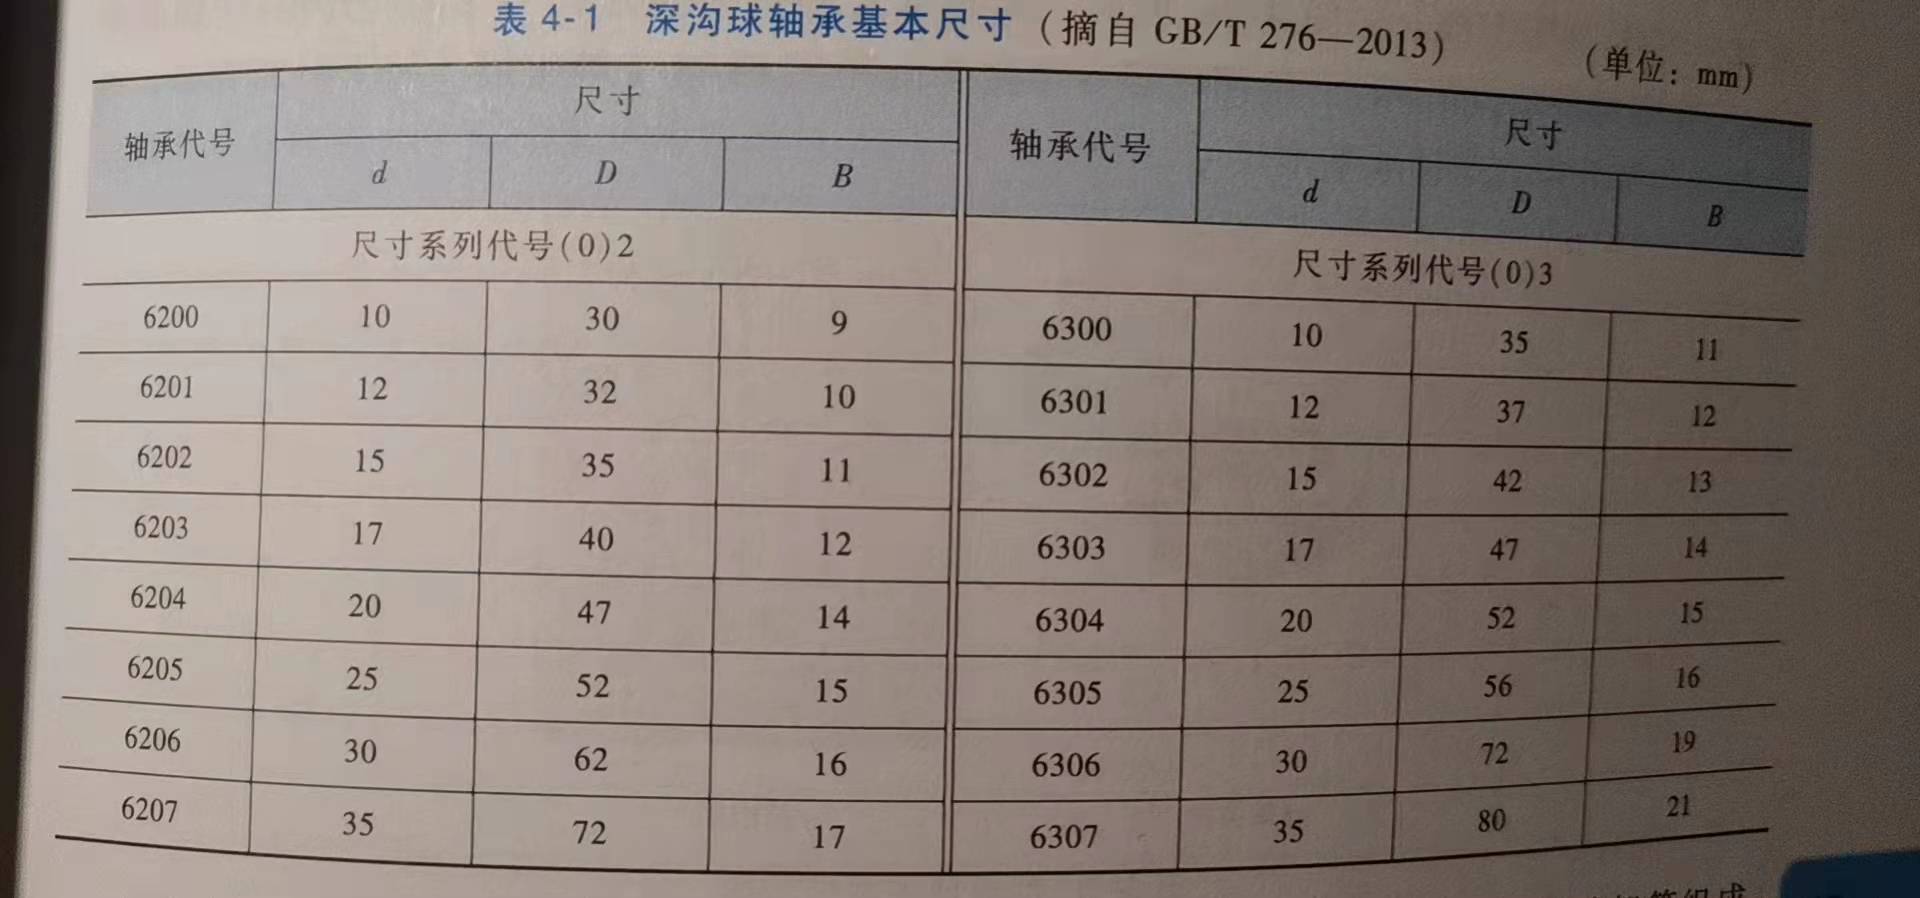 表 4-1 深沟球轴承基本尺寸 (摘自 GB/T 276—2013)
(单位: mm)
轴承代号 尺寸 轴承代号 尺寸
d D B d D B
尺寸系列代号(0)2 尺寸系列代号(0)3
6200 10 30 9 6300 10 35 11
6201 12 32 10 6301 12 37 12
6202 15 35 11 6302 15 42 13
6203 17 40 12 6303 17 47 14
6204 20 47 14 6304 20 52 15
6205 25 52 15 6305 25 56 16
6206 30 62 16 6306 30 72 19
6207 35 72 17 6307 35 80 21